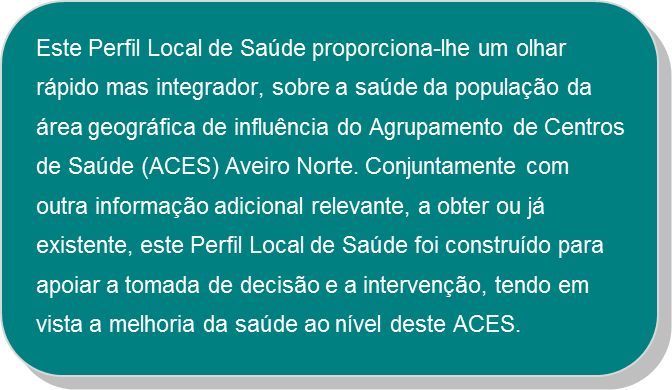 Este Perfil Local de Saúde proporciona-lhe um olhar
rápido mas integrador, sobre a saúde da população da
área geográfica de influência do Agrupamento de Centros
de Saúde (ACES) Aveiro Norte. Conjuntamente com
outra informação adicional relevante, a obter ou já
existente, este Perfil Local de Saúde foi construído para
apoiar a tomada de decisão e a intervenção, tendo em
vista a melhoria da saúde ao nível deste ACES.